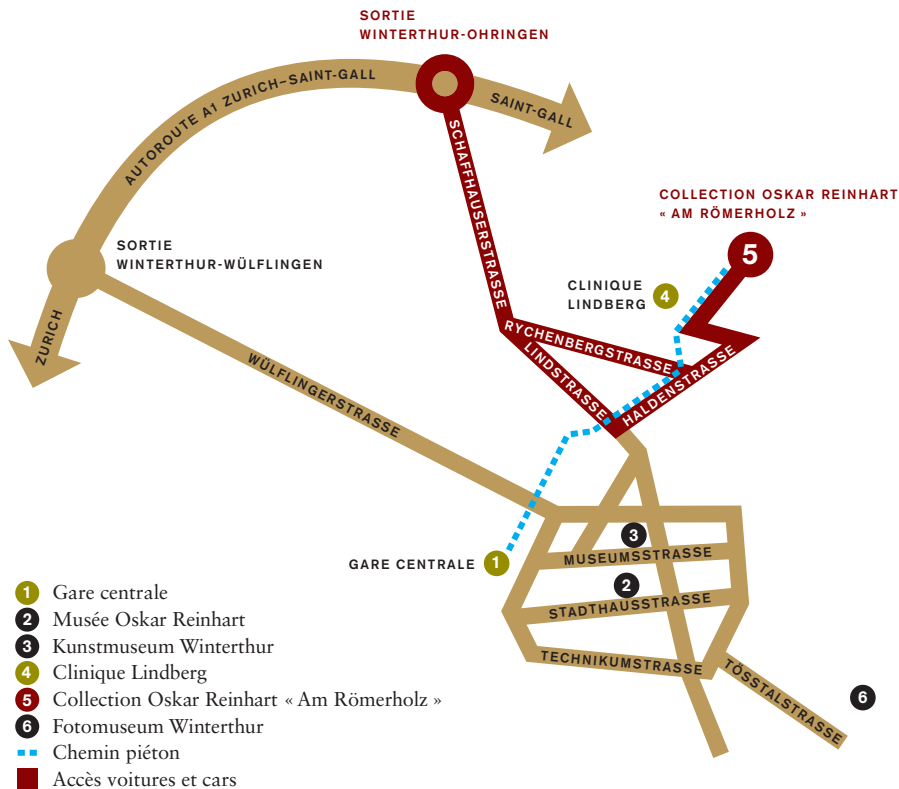 SORTIE
WINTERTHUR-OHRINGEN
AUTOROUTE A1 ZURICH–SAINT-GALL
SAINT-GALL
SCHAFFHAUSERSTRASSE
COLLECTION OSKAR REINHART
« AM RÖMERHOLZ »
5
SORTIE
WINTERTHUR-WÜLFLINGEN
CLINIQUE
LINDBERG
4
ZURICH
RYCHENBERGSTRASSE
LINDSTRASSE
HALDENSTRASSE
WÜLFLINGERSTRASSE
3
MUSEUMSSTRASSE
GARE CENTRALE 1
2
STADTHAUSSTRASSE
TECHNIKUMSTRASSE
TÖSSTALSTRASSE
6
1 Gare centrale
2 Musée Oskar Reinhart
3 Kunstmuseum Winterthur
4 Clinique Lindberg
5 Collection Oskar Reinhart « Am Römerholz »
6 Fotomuseum Winterthur
Chemin piéton
Accès voitures et cars